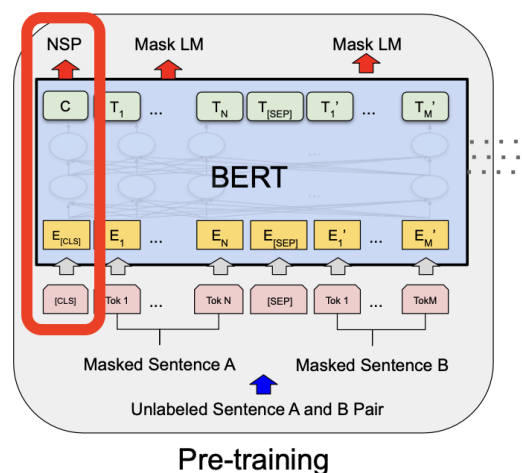 NSP Mask LM Mask LM
C T1 ... TN T[SEP] T1' ... TM'
...
BERT
...
E[CLS] E1 ... EN E[SEP] E1' ... EM'
[CLS] Tok 1 ... Tok N [SEP] Tok 1 ... TokM
Masked Sentence A Masked Sentence B
Unlabeled Sentence A and B Pair
Pre-training